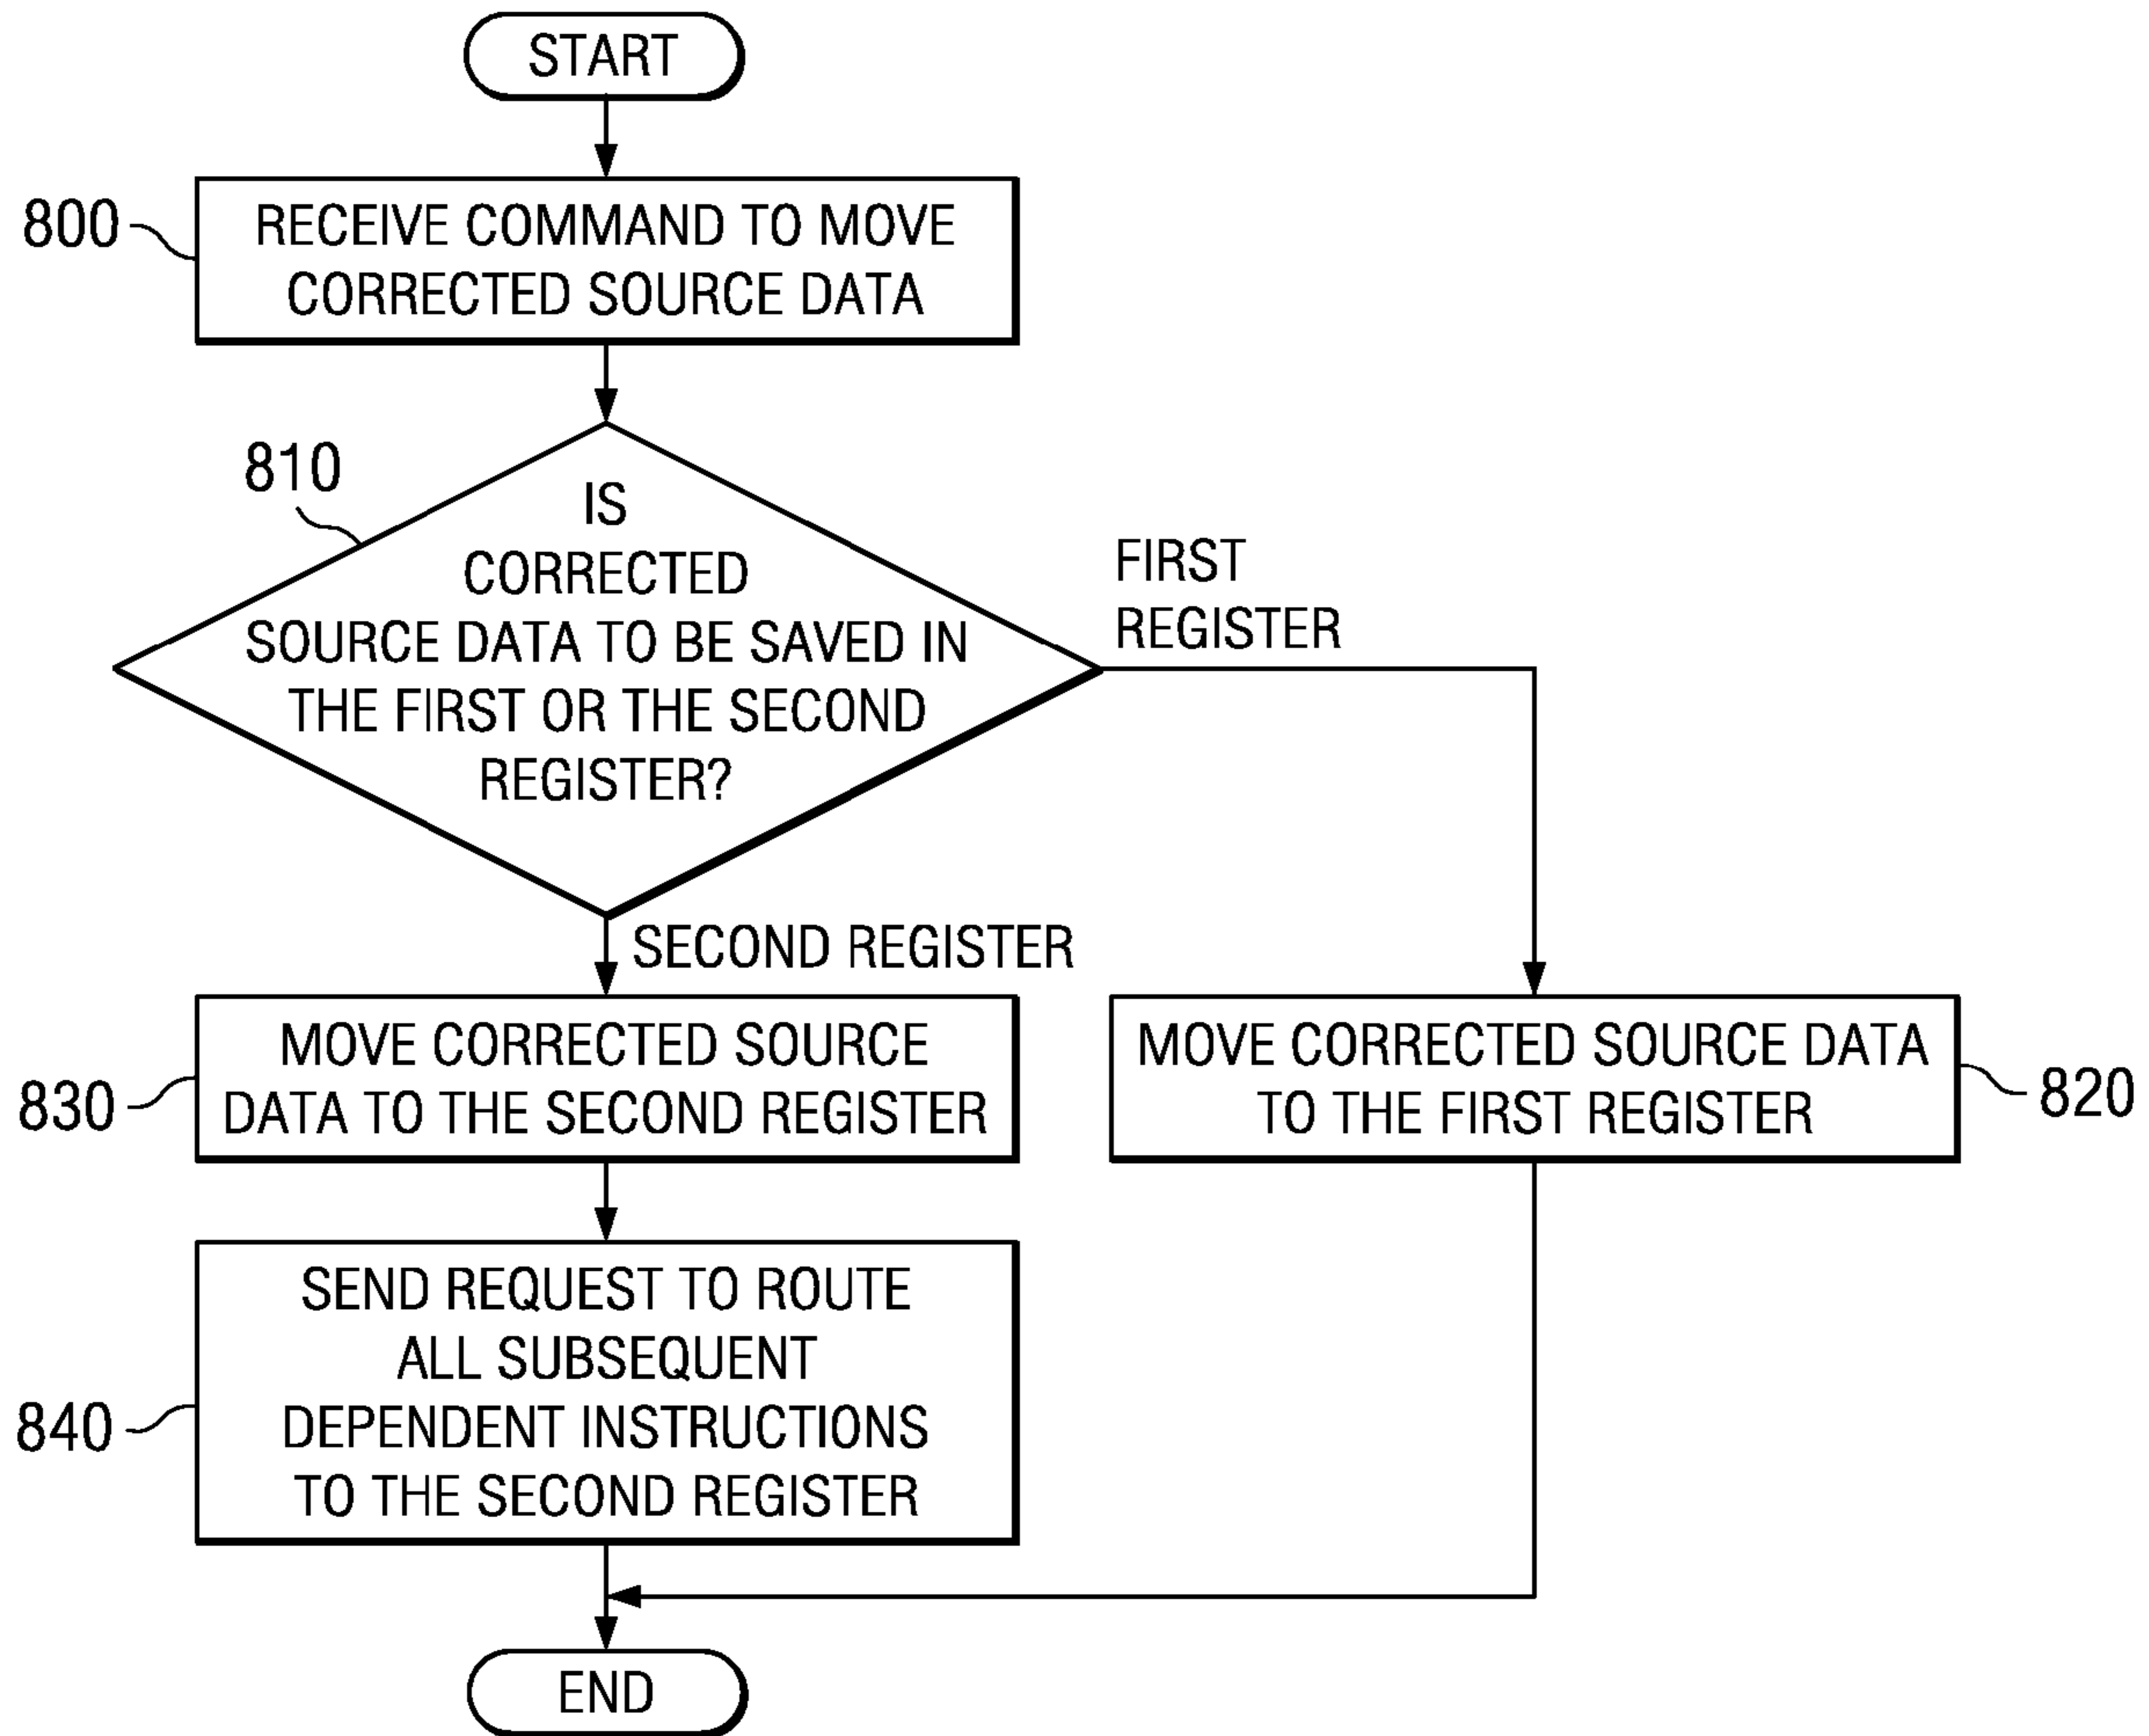 START
800
RECEIVE COMMAND TO MOVE
CORRECTED SOURCE DATA
810
IS
CORRECTED
SOURCE DATA TO BE SAVED IN
THE FIRST OR THE SECOND
REGISTER?
FIRST
REGISTER
SECOND REGISTER
830
MOVE CORRECTED SOURCE
DATA TO THE SECOND REGISTER
MOVE CORRECTED SOURCE DATA
TO THE FIRST REGISTER
820
840
SEND REQUEST TO ROUTE
ALL SUBSEQUENT
DEPENDENT INSTRUCTIONS
TO THE SECOND REGISTER
END